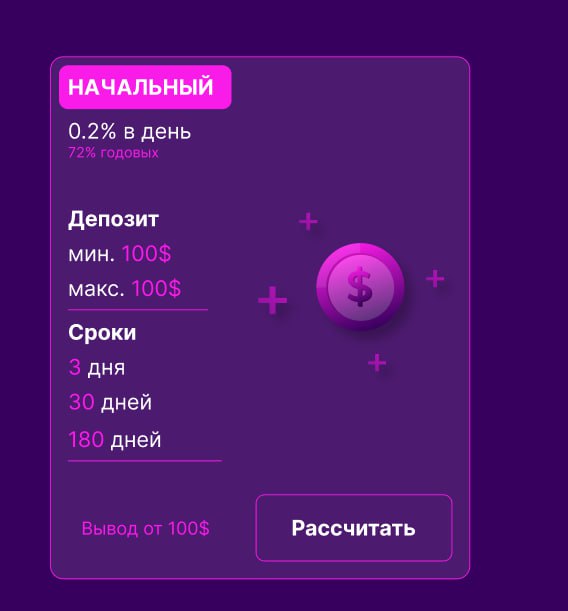 НАЧАЛЬНЫЙ
0.2% в день
72% годовых
Депозит
мин. 100$
макс. 100$
Сроки
3 дня
30 дней
180 дней
Вывод от 100$
Рассчитать
$